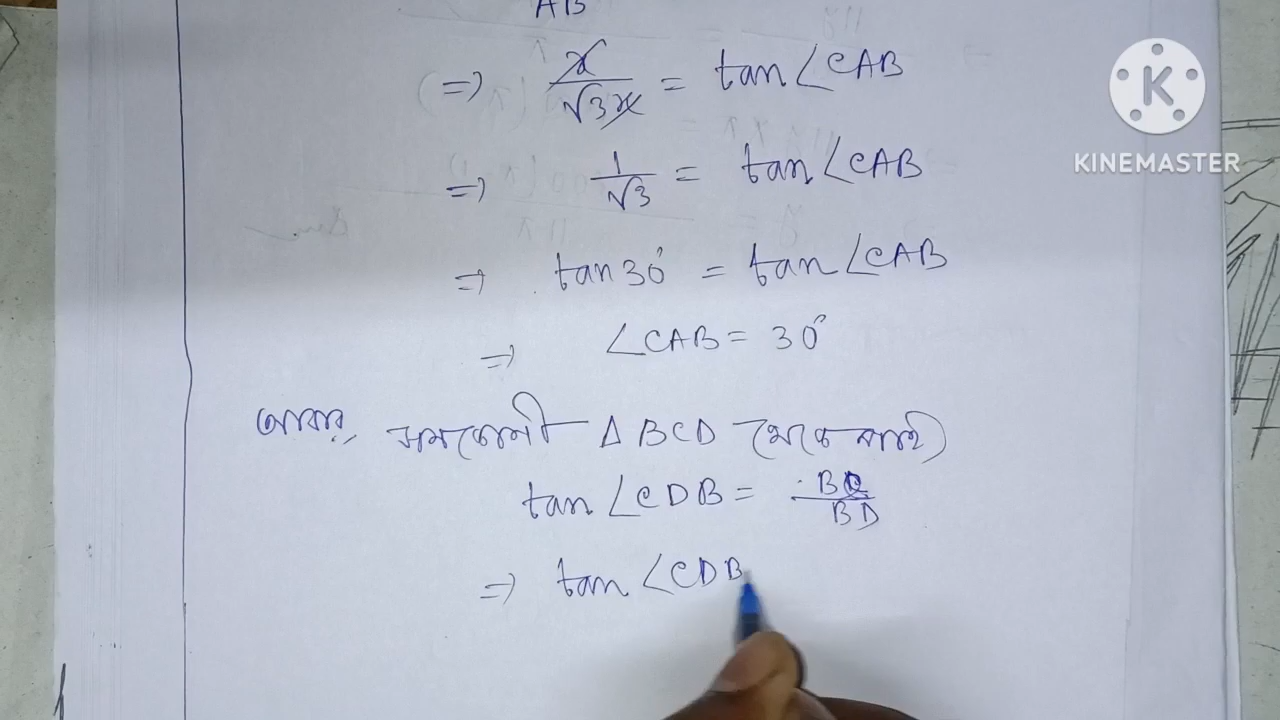 AB
⇒ x/√3x = tan∠CAB
⇒ 1/√3 = tan∠CAB
⇒ tan30° = tan∠CAB
⇒ ∠CAB = 30°
আবার, সমকোণী Δ BCD থেকে পাই
tan∠CDB = BC/BD
⇒ tan∠CDB
K
KINEMASTER